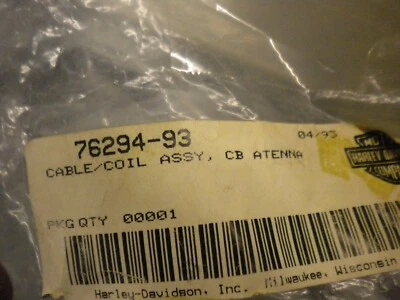 76294-93
04/93
CABLE/COIL ASSY, CB ATENNA
PKG QTY 00001
Harley-Davidson, Inc. Milwaukee, Wisconsin